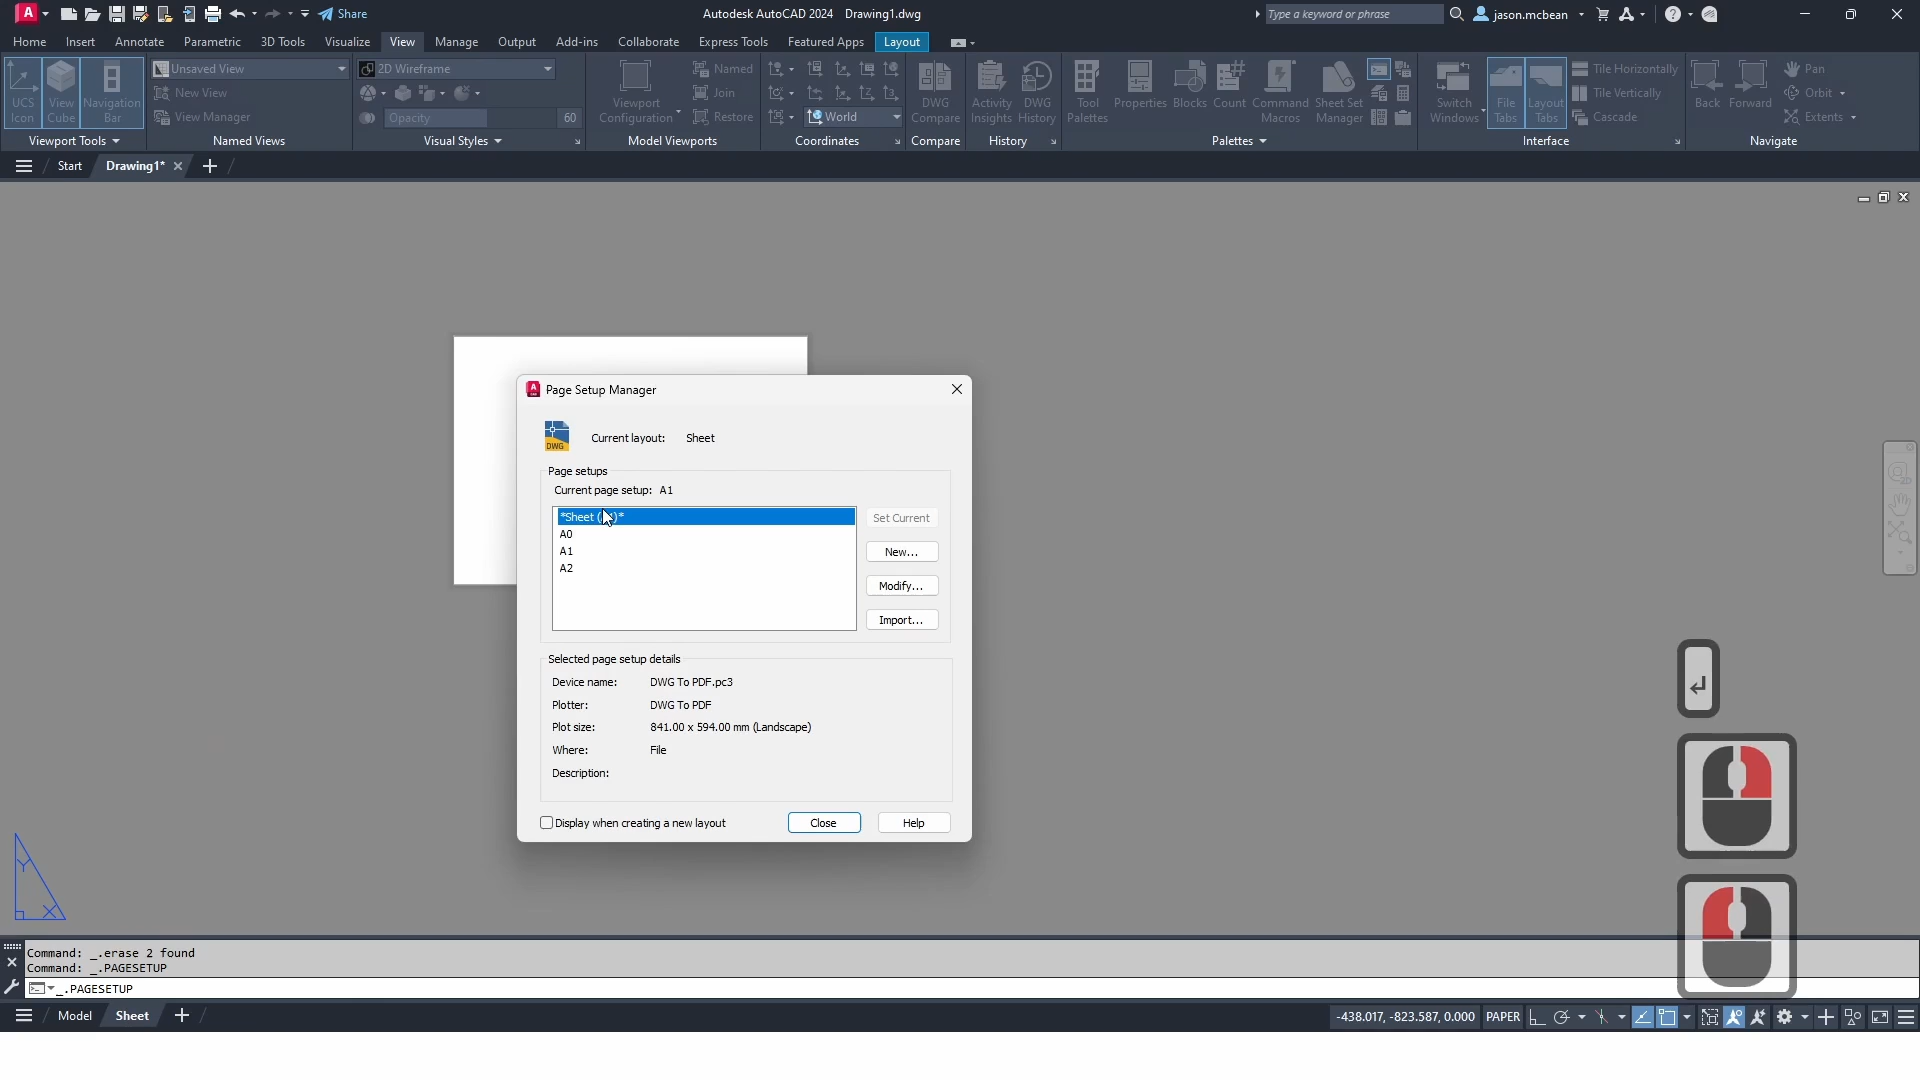 Share
Autodesk AutoCAD 2024 Drawing1.dwg
Type a keyword or phrase
jason.mcbean
Home Insert Annotate Parametric 3D Tools Visualize View Manage Output Add-ins Collaborate Express Tools Featured Apps Layout
UCS Icon
View Cube
Navigation Bar
Viewport Tools
Unsaved View
New View
View Manager
Named Views
2D Wireframe
Opacity 60
Visual Styles
Viewport Configuration
Named
Join
Restore
Model Viewports
World
Coordinates
DWG Compare
Compare
Activity Insights
DWG History
History
Tool Palettes
Properties
Blocks
Count
Command Macros
Sheet Set Manager
Palettes
Switch Windows
File Tabs
Layout Tabs
Tile Horizontally
Tile Vertically
Cascade
Interface
Back
Forward
Pan
Orbit
Extents
Navigate
Start Drawing1*
Page Setup Manager
DWG
Current layout: Sheet
Page setups
Current page setup: A1
*Sheet
A0
A1
A2
Set Current
New...
Modify...
Import...
Selected page setup details
Device name: DWG To PDF.pc3
Plotter: DWG To PDF
Plot size: 841.00 x 594.00 mm (Landscape)
Where: File
Description:
Display when creating a new layout
Close
Help
Y
X
Command: _.erase 2 found
Command: _.PAGESETUP
_.PAGESETUP
Model Sheet
-438.017, -823.587, 0.000 PAPER